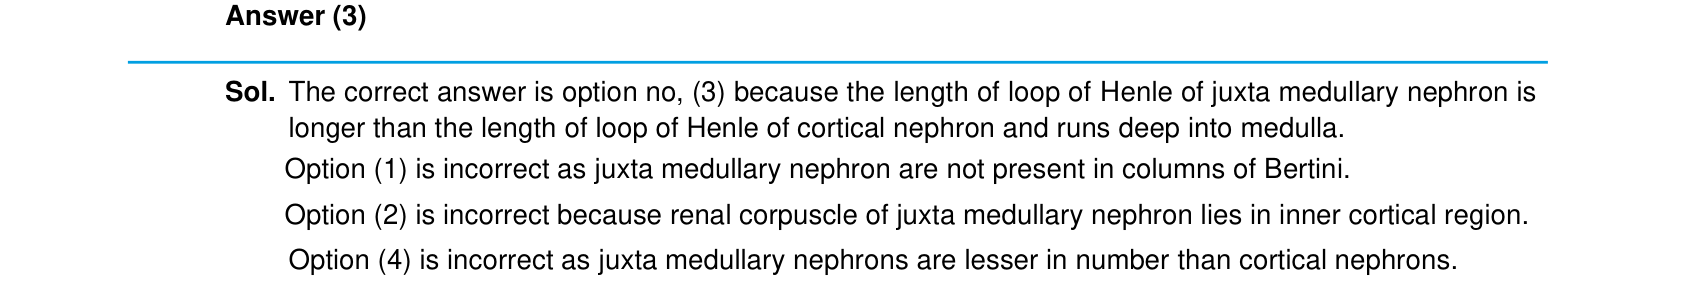 Answer (3)
Sol. The correct answer is option no, (3) because the length of loop of Henle of juxta medullary nephron is
longer than the length of loop of Henle of cortical nephron and runs deep into medulla.
Option (1) is incorrect as juxta medullary nephron are not present in columns of Bertini.
Option (2) is incorrect because renal corpuscle of juxta medullary nephron lies in inner cortical region.
Option (4) is incorrect as juxta medullary nephrons are lesser in number than cortical nephrons.